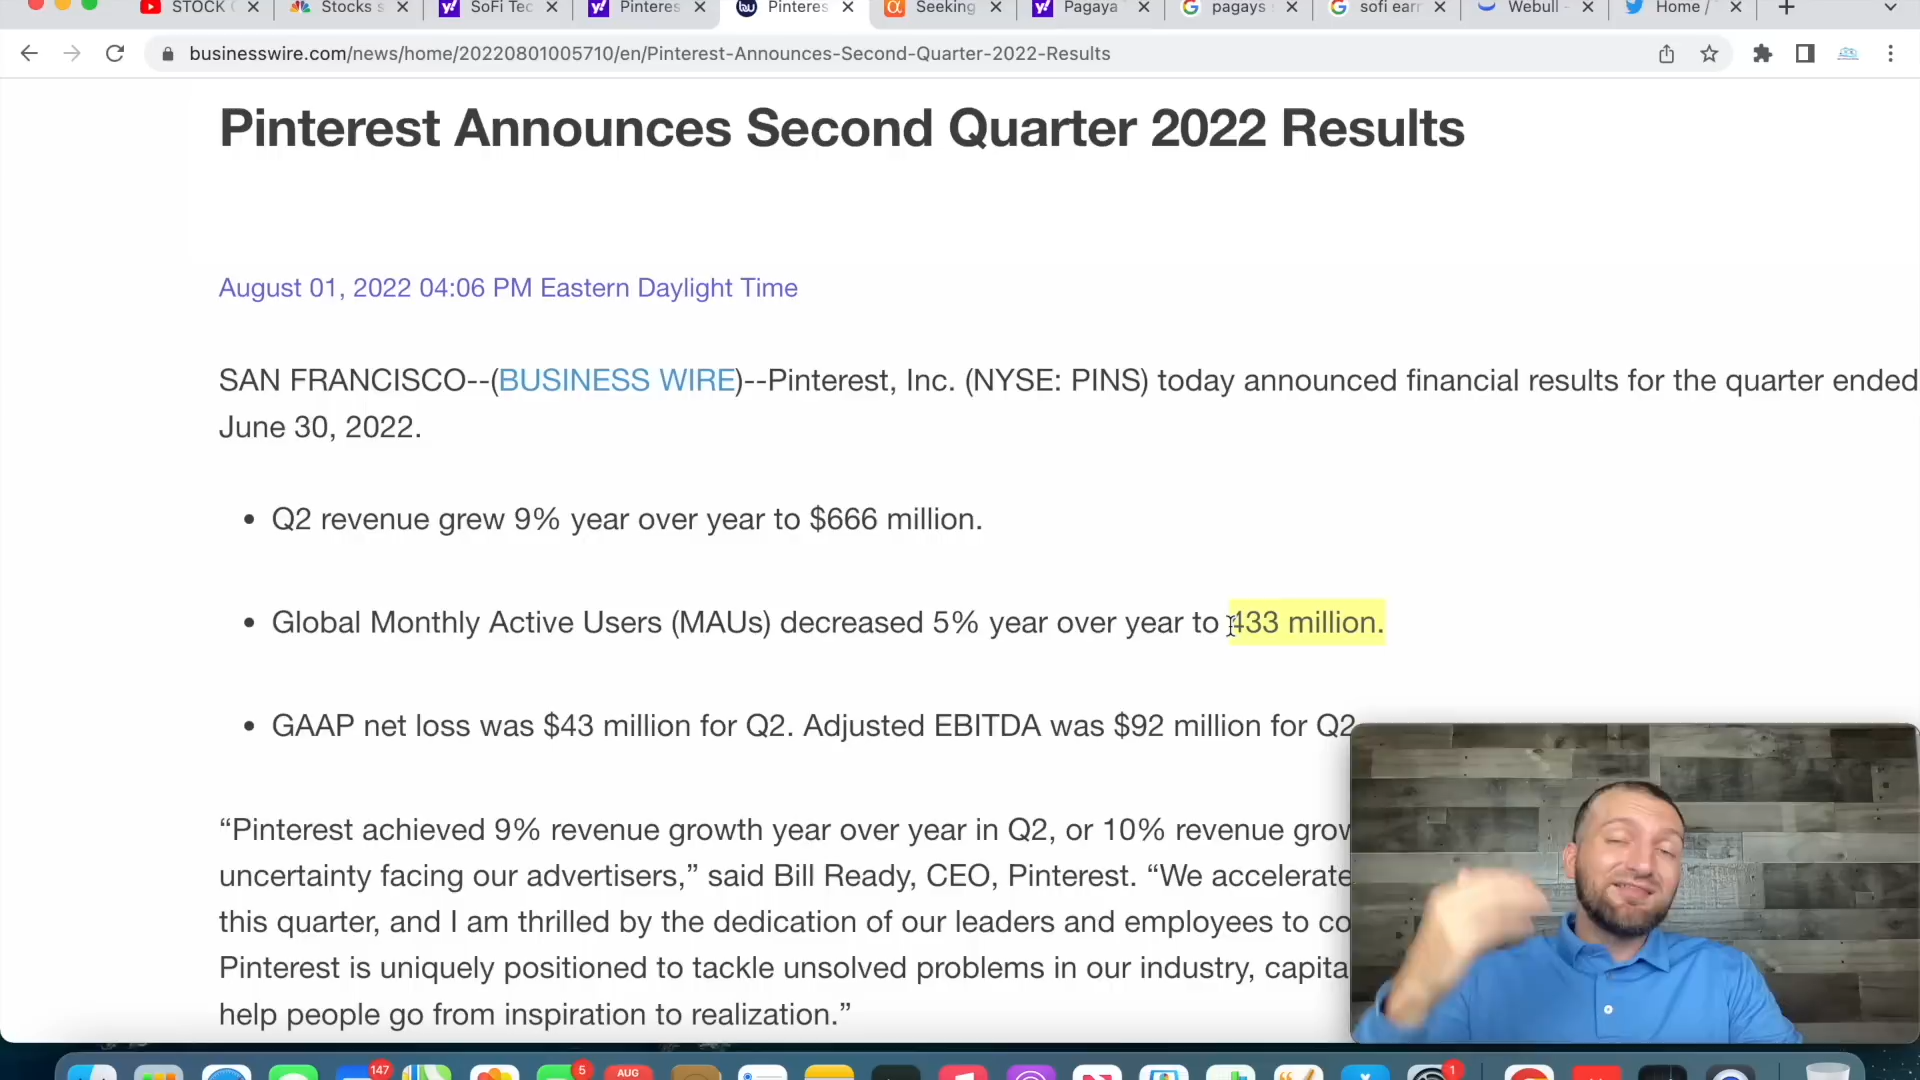 STOCK
Stocks
SoFi Tec
Pinteres
Pinteres
Seeking
Pagaya
pagays
sofi earr
Webull -
Home /
businesswire.com/news/home/20220801005710/en/Pinterest-Announces-Second-Quarter-2022-Results
Pinterest Announces Second Quarter 2022 Results
August 01, 2022 04:06 PM Eastern Daylight Time
SAN FRANCISCO--(BUSINESS WIRE)--Pinterest, Inc. (NYSE: PINS) today announced financial results for the quarter ended
June 30, 2022.
• Q2 revenue grew 9% year over year to $666 million.
• Global Monthly Active Users (MAUs) decreased 5% year over year to 433 million.
• GAAP net loss was $43 million for Q2. Adjusted EBITDA was $92 million for Q2
“Pinterest achieved 9% revenue growth year over year in Q2, or 10% revenue grow
uncertainty facing our advertisers,” said Bill Ready, CEO, Pinterest. “We accelerate
this quarter, and I am thrilled by the dedication of our leaders and employees to co
Pinterest is uniquely positioned to tackle unsolved problems in our industry, capita
help people go from inspiration to realization.”
147
5
AUG
1